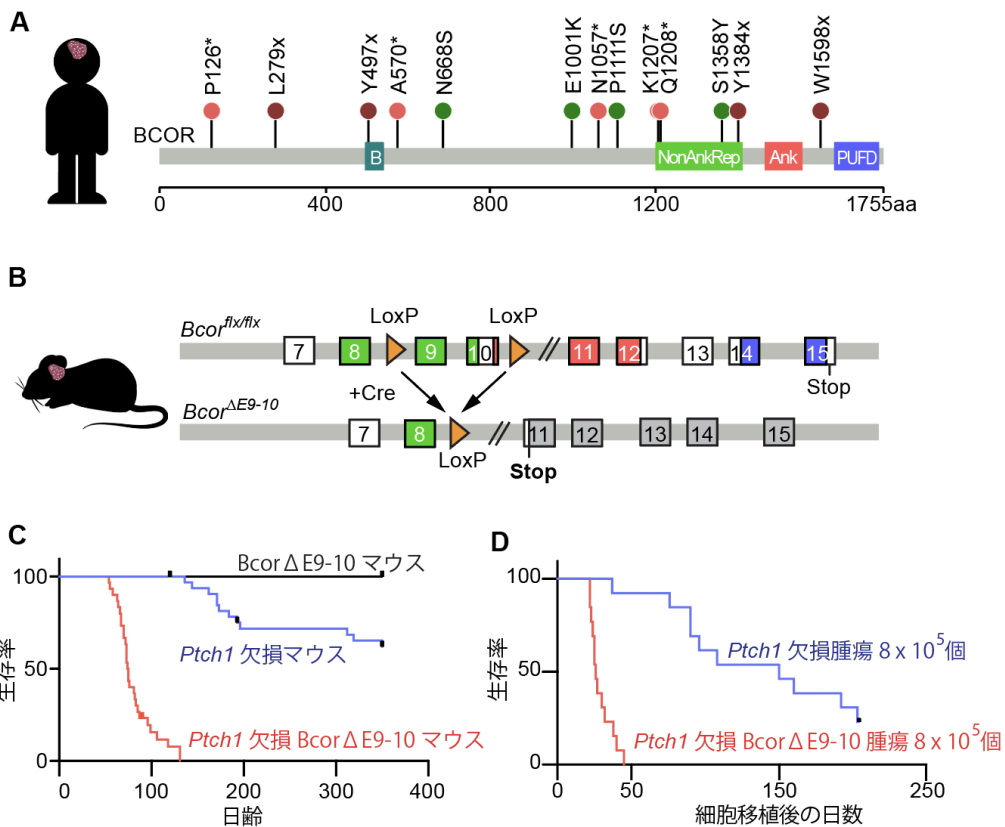 A
P126*
L279x
Y497x
A570*
N668S
E1001K
N1057*
P1111S
K1207*
Q1208*
S1358Y
Y1384x
W1598x
BCOR
B
NonAnkRep
Ank
PUFD
0
400
800
1200
1755aa
B
Bcor flx/flx
LoxP
LoxP
7
8
9
10
11
12
13
14
15
Stop
+Cre
Bcor ΔE9-10
7
8
11
12
13
14
15
LoxP
Stop
C
BcorΔE9-10 マウス
Ptch1 欠損マウス
Ptch1 欠損 BcorΔE9-10 マウス
生存率
100
50
0
0
100
200
300
400
日齢
D
Ptch1 欠損腫瘍 8 x 10⁵個
Ptch1 欠損 BcorΔE9-10 腫瘍 8 x 10⁵個
生存率
100
50
0
0
50
150
250
細胞移植後の日数